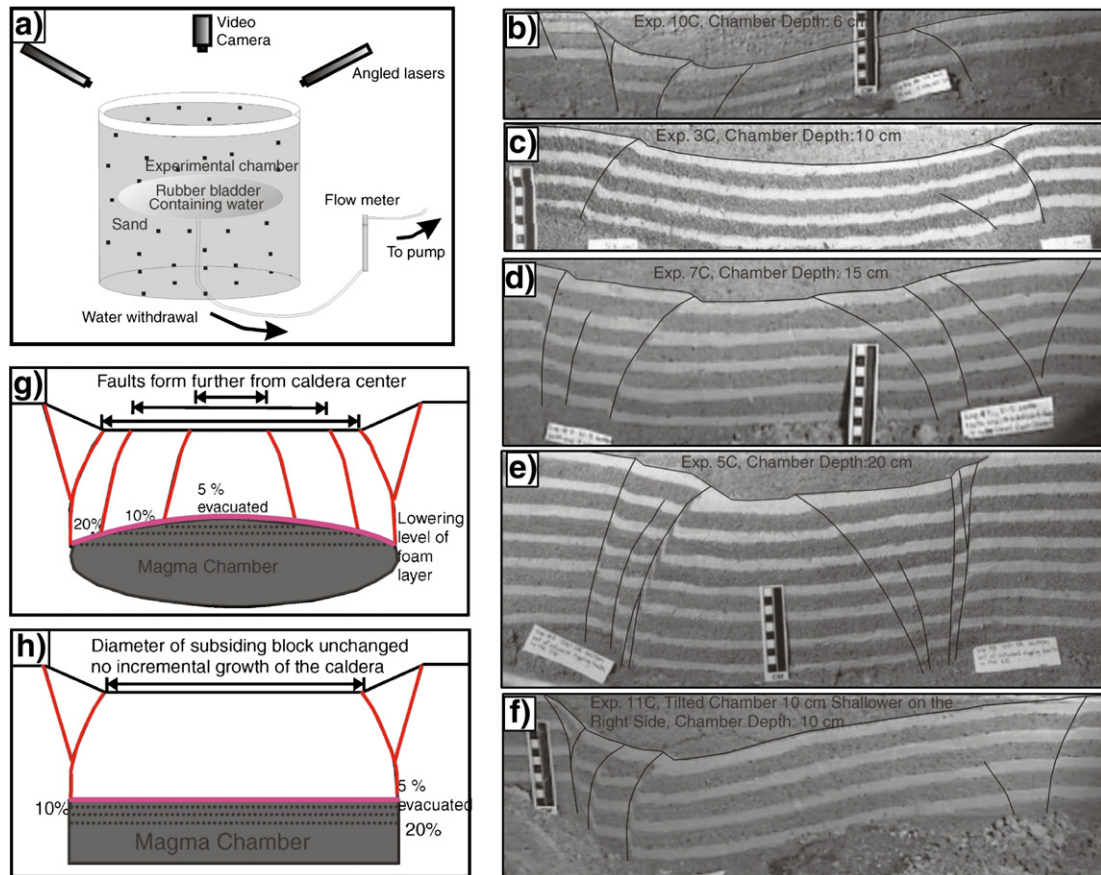 a)
Video
Camera
Angled lasers
Experimental chamber
Rubber bladder
Containing water
Flow meter
Sand
To pump
Water withdrawal
b)
Exp. 10C, Chamber Depth: 6 cm
CM
c)
Exp. 3C, Chamber Depth:10 cm
d)
Exp. 7C, Chamber Depth: 15 cm
e)
Exp. 5C, Chamber Depth:20 cm
CM
f)
Exp. 11C, Tilted Chamber 10 cm Shallower on the
Right Side, Chamber Depth: 10 cm
g)
Faults form further from caldera center
5 %
evacuated
10%
20%
Lowering
level of
foam
layer
Magma Chamber
h)
Diameter of subsiding block unchanged
no incremental growth of the caldera
5 %
evacuated
10%
20%
Magma Chamber